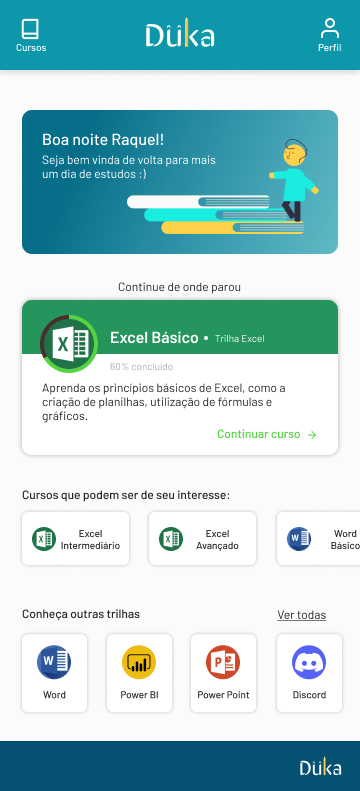 Cursos
Düka
Perfil
Boa noite Raquel!
Seja bem vinda de volta para mais
um dia de estudos :)
Continue de onde parou
Excel Básico • Trilha Excel
60% concluído
Aprenda os princípios básicos de Excel, como a
criação de planilhas, utilização de fórmulas e
gráficos.
Continuar curso →
Cursos que podem ser de seu interesse:
Excel
Intermediário
Excel
Avançado
Word
Básico
Conheça outras trilhas
Ver todas
Word
Power BI
Power Point
Discord
Düka